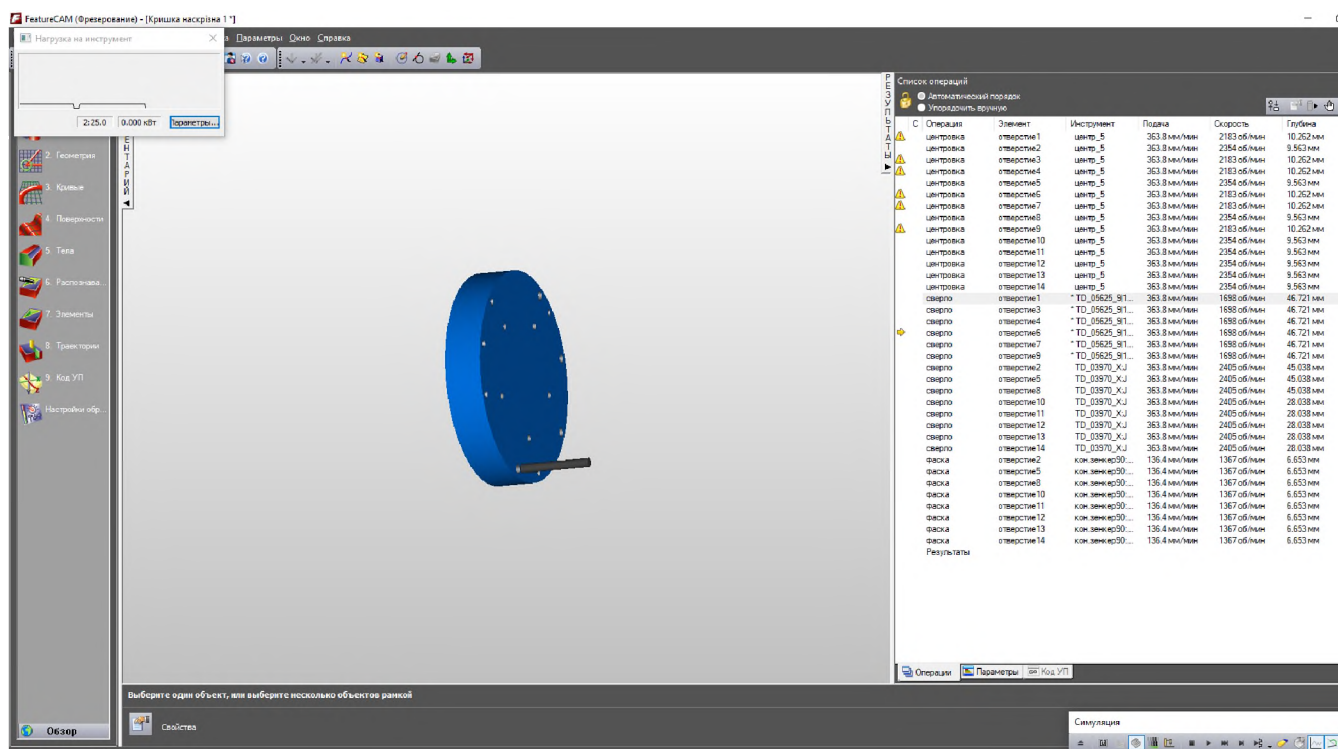 FeatureCAM (Фрезерование) - [Кришка наскрізна 1 *]
Нагрузка на инструмент
Параметры Окно Справка
2:25.0 0.000 кВт Параметры...
2. Геометрия
3. Кривые
4. Поверхности
5. Тела
6. Распознава...
7. Элементы
8. Траектории
9. Код УП
Настройки обр...
Обзор
РЕЗУЛЬТАТЫ
Список операций
Автоматический порядок
Упорядочить вручную
С Операция Элемент Инструмент Подача Скорость Глубина
центровка отверстие1 центр_5 363.8 мм/мин 2183 об/мин 10.262 мм
центровка отверстие2 центр_5 363.8 мм/мин 2354 об/мин 9.563 мм
центровка отверстие3 центр_5 363.8 мм/мин 2183 об/мин 10.262 мм
центровка отверстие4 центр_5 363.8 мм/мин 2183 об/мин 10.262 мм
центровка отверстие5 центр_5 363.8 мм/мин 2354 об/мин 9.563 мм
центровка отверстие6 центр_5 363.8 мм/мин 2183 об/мин 10.262 мм
центровка отверстие7 центр_5 363.8 мм/мин 2183 об/мин 10.262 мм
центровка отверстие8 центр_5 363.8 мм/мин 2354 об/мин 9.563 мм
центровка отверстие9 центр_5 363.8 мм/мин 2183 об/мин 10.262 мм
центровка отверстие10 центр_5 363.8 мм/мин 2354 об/мин 9.563 мм
центровка отверстие11 центр_5 363.8 мм/мин 2354 об/мин 9.563 мм
центровка отверстие12 центр_5 363.8 мм/мин 2354 об/мин 9.563 мм
центровка отверстие13 центр_5 363.8 мм/мин 2354 об/мин 9.563 мм
центровка отверстие14 центр_5 363.8 мм/мин 2354 об/мин 9.563 мм
сверло отверстие1 * TD_05625_9(1... 363.8 мм/мин 1698 об/мин 46.721 мм
сверло отверстие3 * TD_05625_9(1... 363.8 мм/мин 1698 об/мин 46.721 мм
сверло отверстие4 * TD_05625_9(1... 363.8 мм/мин 1698 об/мин 46.721 мм
сверло отверстие6 * TD_05625_9(1... 363.8 мм/мин 1698 об/мин 46.721 мм
сверло отверстие7 * TD_05625_9(1... 363.8 мм/мин 1698 об/мин 46.721 мм
сверло отверстие9 * TD_05625_9(1... 363.8 мм/мин 1698 об/мин 46.721 мм
сверло отверстие2 TD_03970_X:J 363.8 мм/мин 2405 об/мин 45.038 мм
сверло отверстие5 TD_03970_X:J 363.8 мм/мин 2405 об/мин 45.038 мм
сверло отверстие8 TD_03970_X:J 363.8 мм/мин 2405 об/мин 45.038 мм
сверло отверстие10 TD_03970_X:J 363.8 мм/мин 2405 об/мин 28.038 мм
сверло отверстие11 TD_03970_X:J 363.8 мм/мин 2405 об/мин 28.038 мм
сверло отверстие12 TD_03970_X:J 363.8 мм/мин 2405 об/мин 28.038 мм
сверло отверстие13 TD_03970_X:J 363.8 мм/мин 2405 об/мин 28.038 мм
сверло отверстие14 TD_03970_X:J 363.8 мм/мин 2405 об/мин 28.038 мм
фаска отверстие2 кон.зенкер90:... 136.4 мм/мин 1367 об/мин 6.653 мм
фаска отверстие5 кон.зенкер90:... 136.4 мм/мин 1367 об/мин 6.653 мм
фаска отверстие8 кон.зенкер90:... 136.4 мм/мин 1367 об/мин 6.653 мм
фаска отверстие10 кон.зенкер90:... 136.4 мм/мин 1367 об/мин 6.653 мм
фаска отверстие11 кон.зенкер90:... 136.4 мм/мин 1367 об/мин 6.653 мм
фаска отверстие12 кон.зенкер90:... 136.4 мм/мин 1367 об/мин 6.653 мм
фаска отверстие13 кон.зенкер90:... 136.4 мм/мин 1367 об/мин 6.653 мм
фаска отверстие14 кон.зенкер90:... 136.4 мм/мин 1367 об/мин 6.653 мм
Результаты
Операции Параметры Код УП
Выберите один объект, или выберите несколько объектов рамкой
Свойства
Симуляция